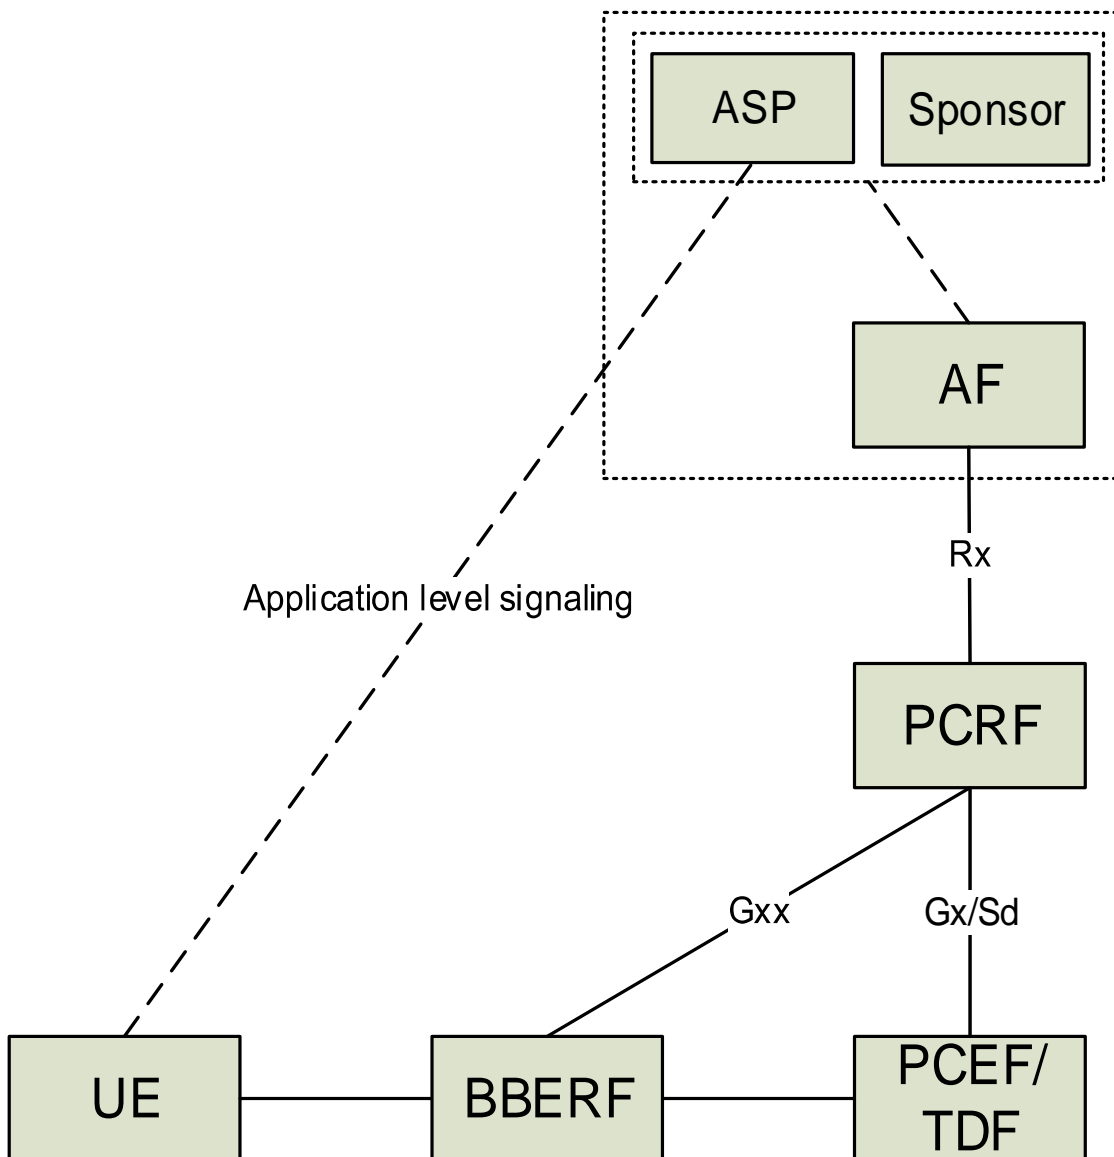 ASP
Sponsor
AF
Rx
Application level signaling
PCRF
Gxx
Gx/Sd
UE
BBERF
PCEF/
TDF